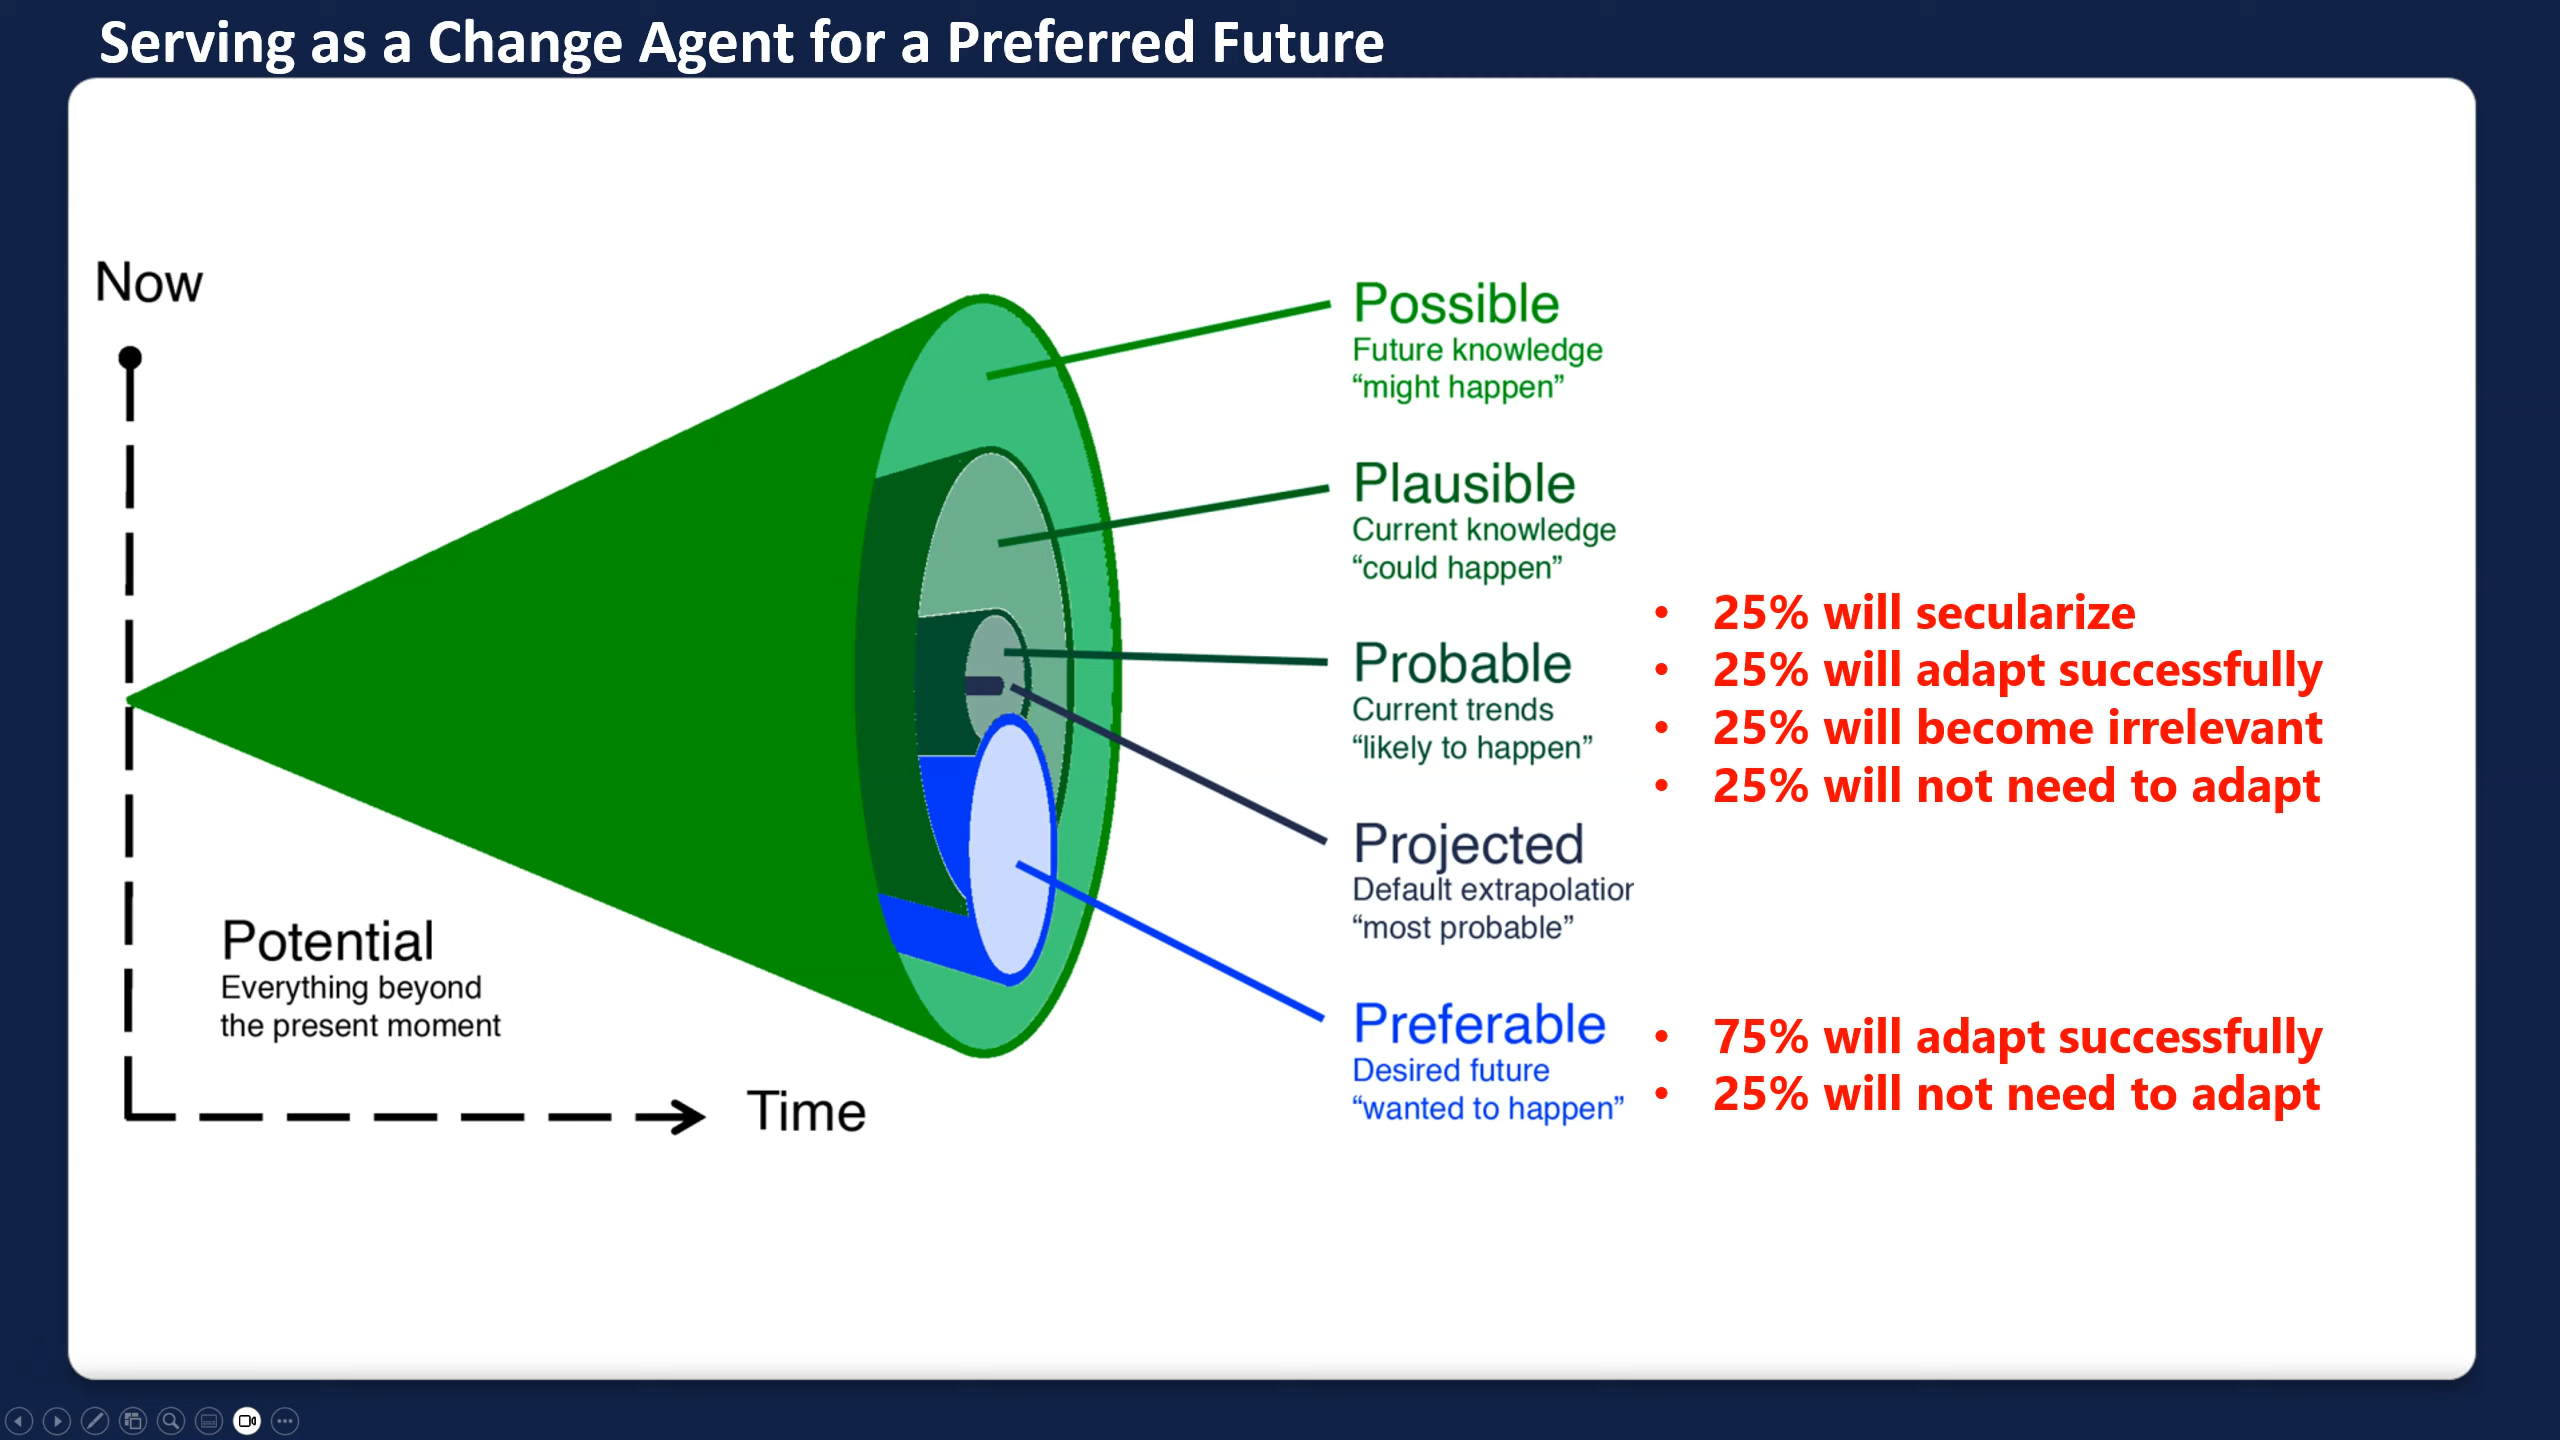 Serving as a Change Agent for a Preferred Future
Now
Potential
Everything beyond
the present moment
Time
Possible
Future knowledge
“might happen”
Plausible
Current knowledge
“could happen”
Probable
Current trends
“likely to happen”
• 25% will secularize
• 25% will adapt successfully
• 25% will become irrelevant
• 25% will not need to adapt
Projected
Default extrapolation
“most probable”
Preferable
Desired future
“wanted to happen”
• 75% will adapt successfully
• 25% will not need to adapt